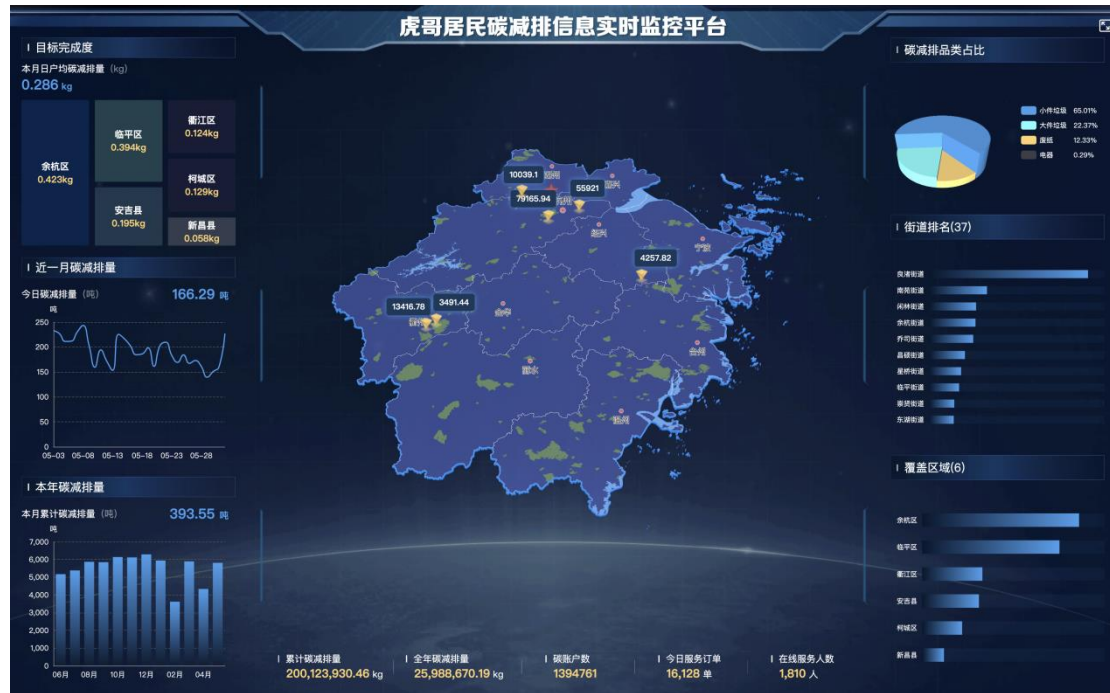 虎哥居民碳减排信息实时监控平台
目标完成度
本月日户均碳减排量 (kg)
0.286 kg
余杭区
0.423kg
临平区
0.394kg
安吉县
0.195kg
衢江区
0.124kg
柯城区
0.129kg
新昌县
0.058kg
近一月碳减排量
今日碳减排量 (吨) 166.29 吨
吨
250
200
150
100
50
0
05-03 05-08 05-13 05-18 05-23 05-28
本年碳减排量
本月累计碳减排量 (吨) 393.55 吨
吨
7,000
6,000
5,000
4,000
3,000
2,000
1,000
0
06月 08月 10月 12月 02月 04月
10039.1
79165.94
55921
4257.82
13416.78
3491.44
绍兴
宁波
金华
台州
丽水
温州
累计碳减排量
200,123,930.46 kg
全年碳减排量
25,988,670.19 kg
碳账户数
1394761
今日服务订单
16,128 单
在线服务人数
1,810 人
碳减排品类占比
小件垃圾 65.01%
大件垃圾 22.37%
废纸 12.33%
电器 0.29%
街道排名(37)
良渚街道
南苑街道
闲林街道
余杭街道
乔司街道
昌硕街道
星桥街道
临平街道
崇贤街道
东湖街道
覆盖区域(6)
余杭区
临平区
衢江区
安吉县
柯城区
新昌县